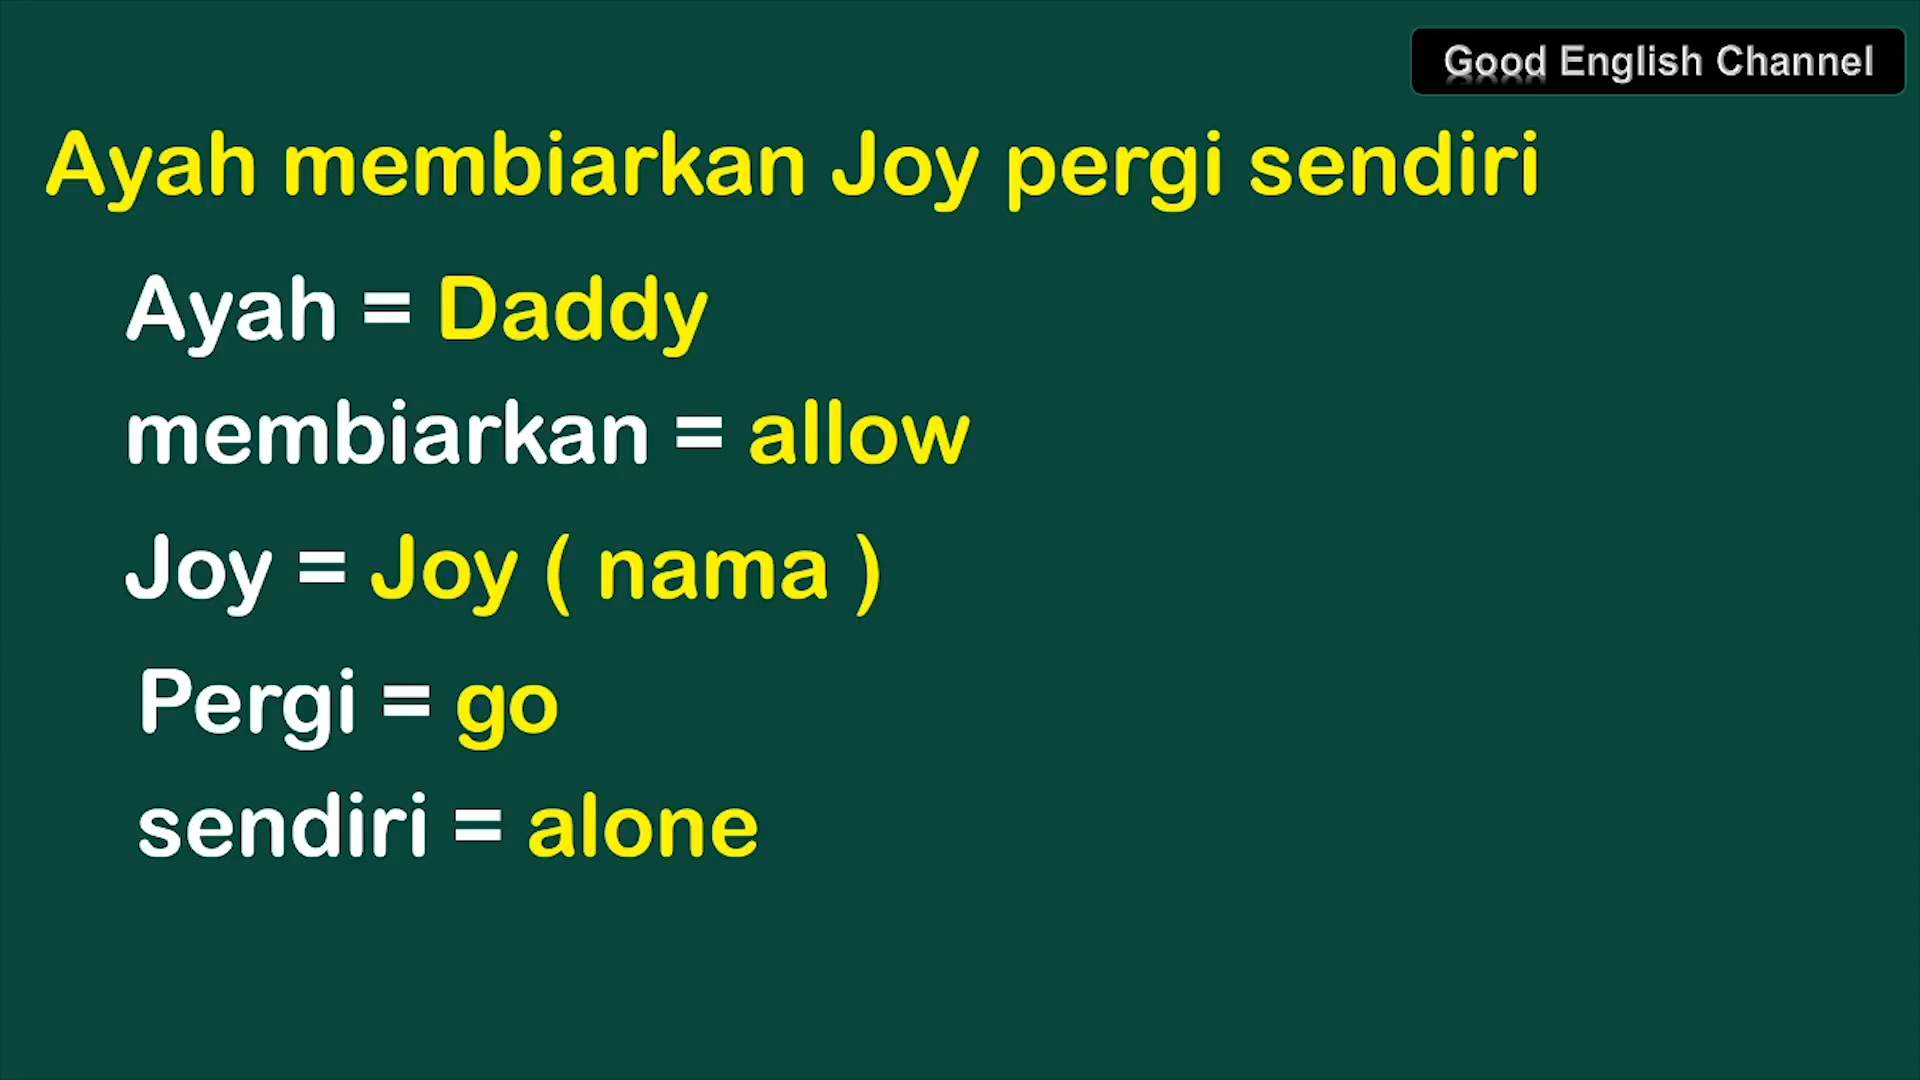 Good English Channel
Ayah membiarkan Joy pergi sendiri
Ayah = Daddy
membiarkan = allow
Joy = Joy ( nama )
Pergi = go
sendiri = alone